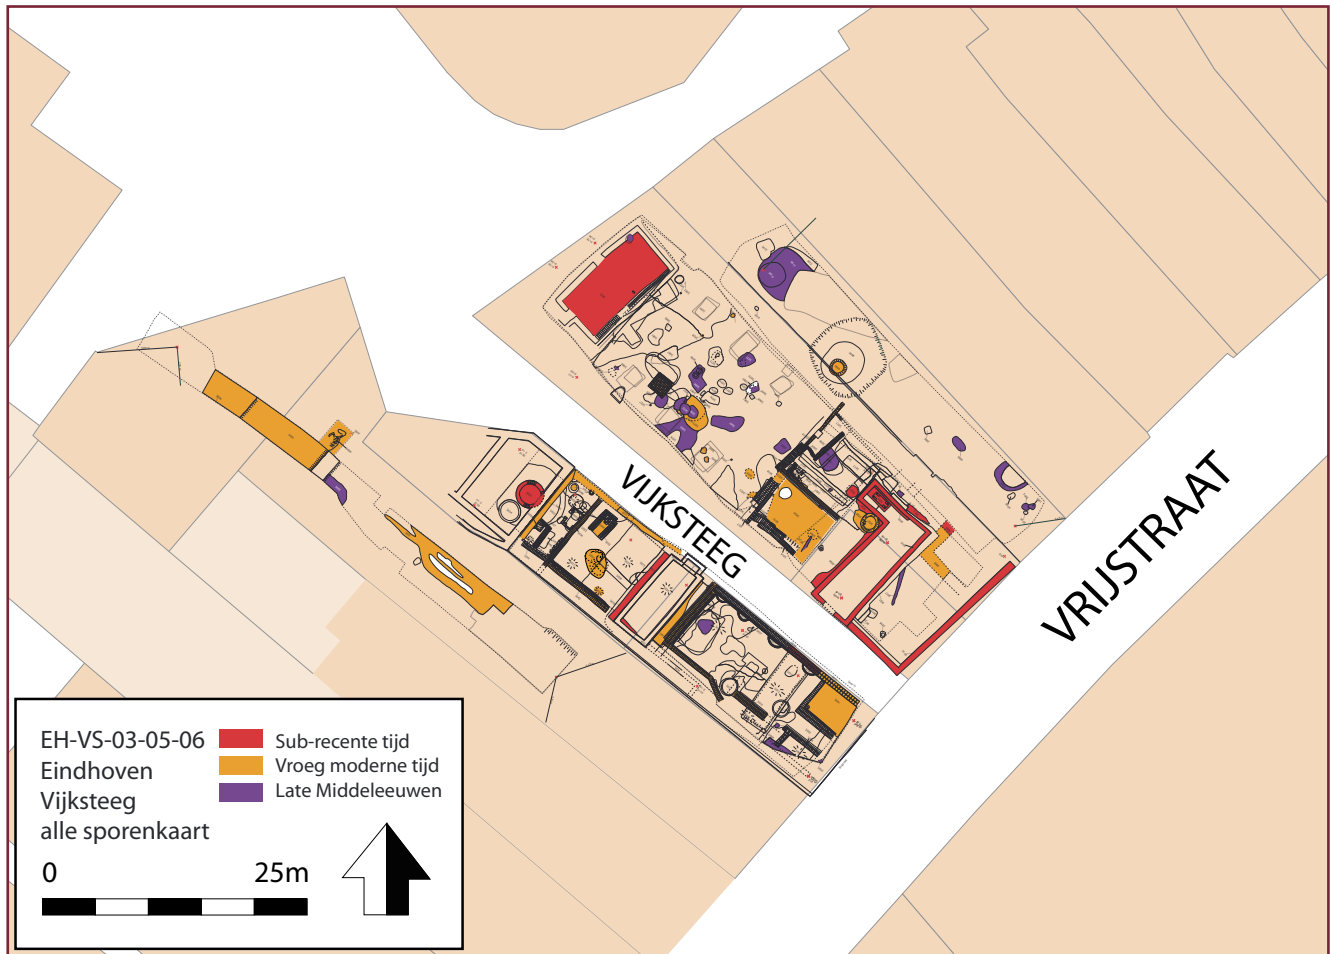 VIJKSTEEG
VRIJSTRAAT
EH-VS-03-05-06
Eindhoven
Vijksteeg
alle sporenkaart
Sub-recente tijd
Vroeg moderne tijd
Late Middeleeuwen
0 25m